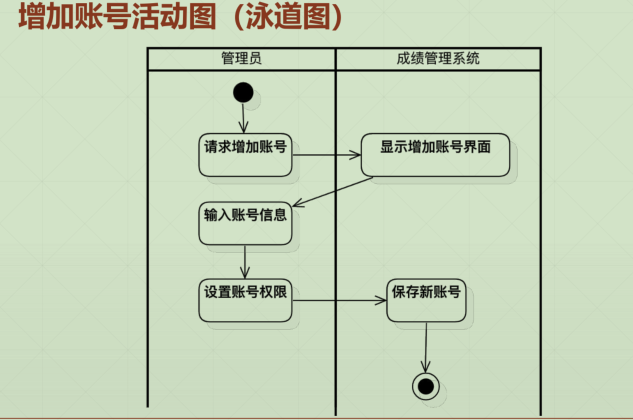 增加账号活动图（泳道图）
管理员
成绩管理系统
请求增加账号
显示增加账号界面
输入账号信息
设置账号权限
保存新账号